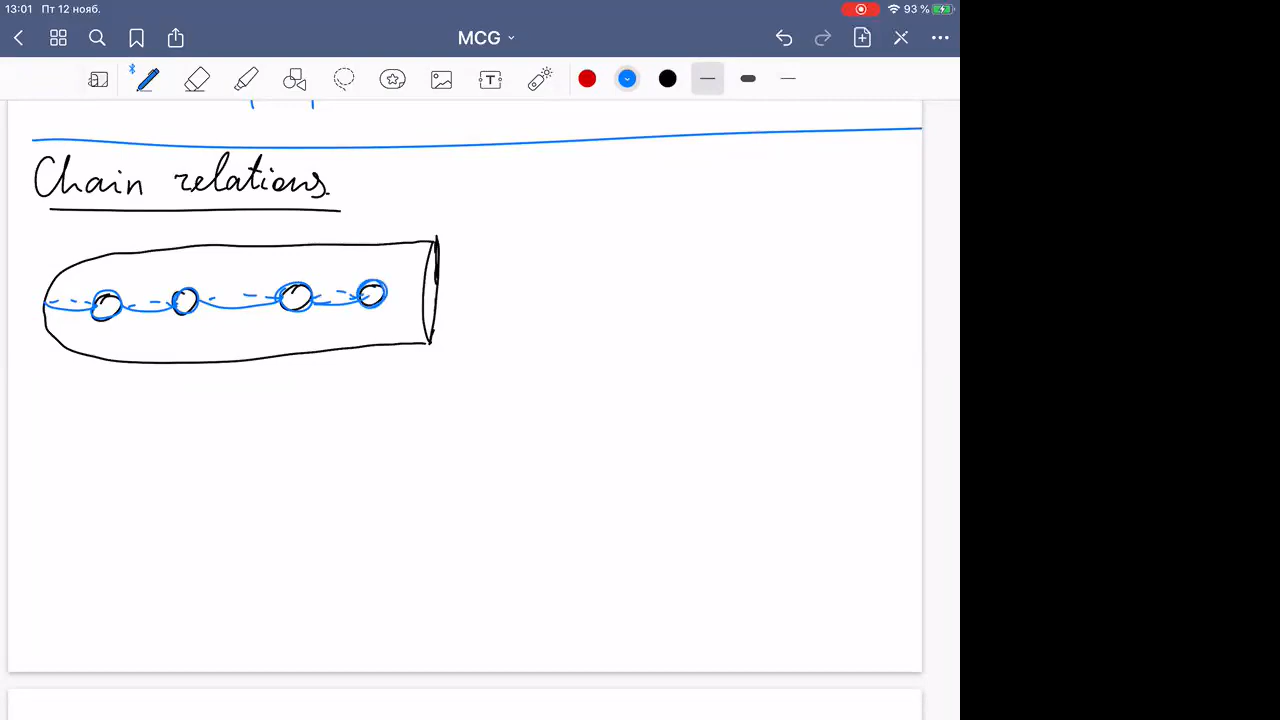 13:01 Пт 12 нояб. 93 %
MCG
T
Chain relations.